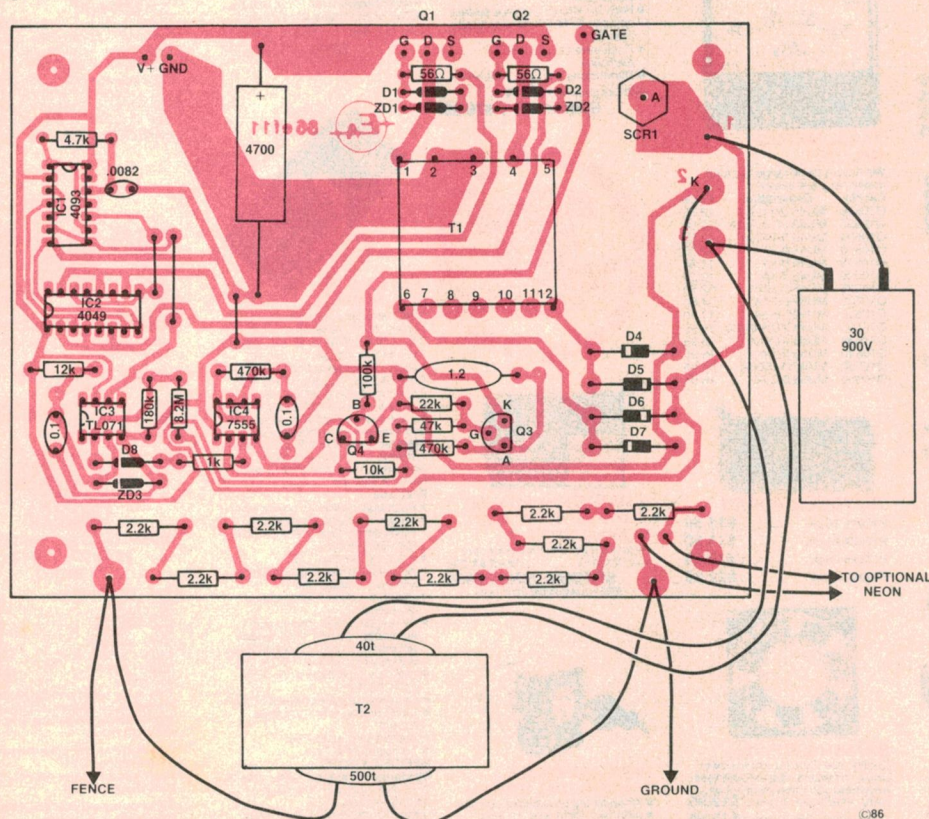 Q1 Q2
G D S G D S GATE
V+ GND
56Ω 56Ω
D1 D2
ZD1 ZD2
A
SCR1
1
+
4700
EA 86ef11
4.7k
.0082
IC1
4093
1 2 3 4 5
T1
K 2
3
6 7 8 9 10 11 12
IC2
4049
30
900V
D4
D5
D6
D7
12k
470k
100k
1.2
0.1
IC3
TL071
180k
8.2M
IC4
7555
0.1
B
C E
Q4
22k
47k
470k
K
G Q3
A
D8
ZD3
1k
10k
2.2k 2.2k 2.2k 2.2k 2.2k
2.2k
2.2k 2.2k 2.2k 2.2k
TO OPTIONAL
NEON
40t
T2
500t
FENCE
GROUND
©86